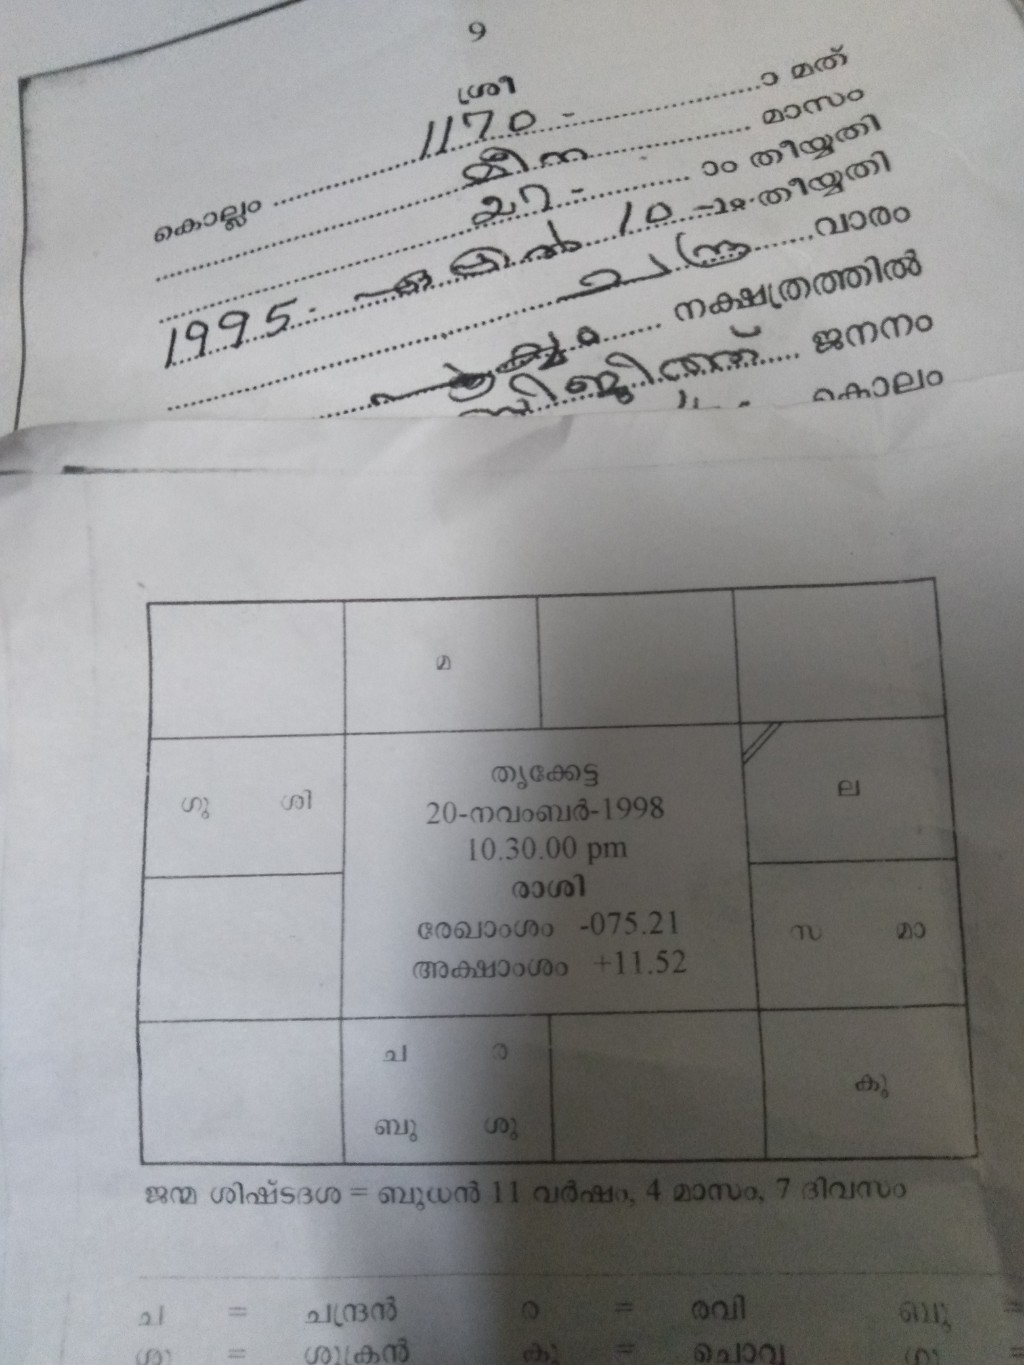 9
ശ്രീ
കൊല്ലം 1170 - ാ മത്
മീന മാസം
27 - ാം തീയ്യതി
1995 - ഏപ്രിൽ 10 -ാം തീയ്യതി
ചന്ദ്ര വാരം
നക്ഷത്രത്തിൽ
ജനനം
കൊലം
മ
ഗു ശി
ല
തൃക്കേട്ട
20-നവംബർ-1998
10.30.00 pm
രാശി
രേഖാംശം -075.21
അക്ഷാംശം +11.52
സ മാ
ച ര
ബു ശു
കു
ജന്മ ശിഷ്ടദശ = ബുധൻ 11 വർഷം, 4 മാസം, 7 ദിവസം
ച = ചന്ദ്രൻ ര = രവി ബു =
ശു = ശുക്രൻ കു = ചൊവ്വ ഗു =